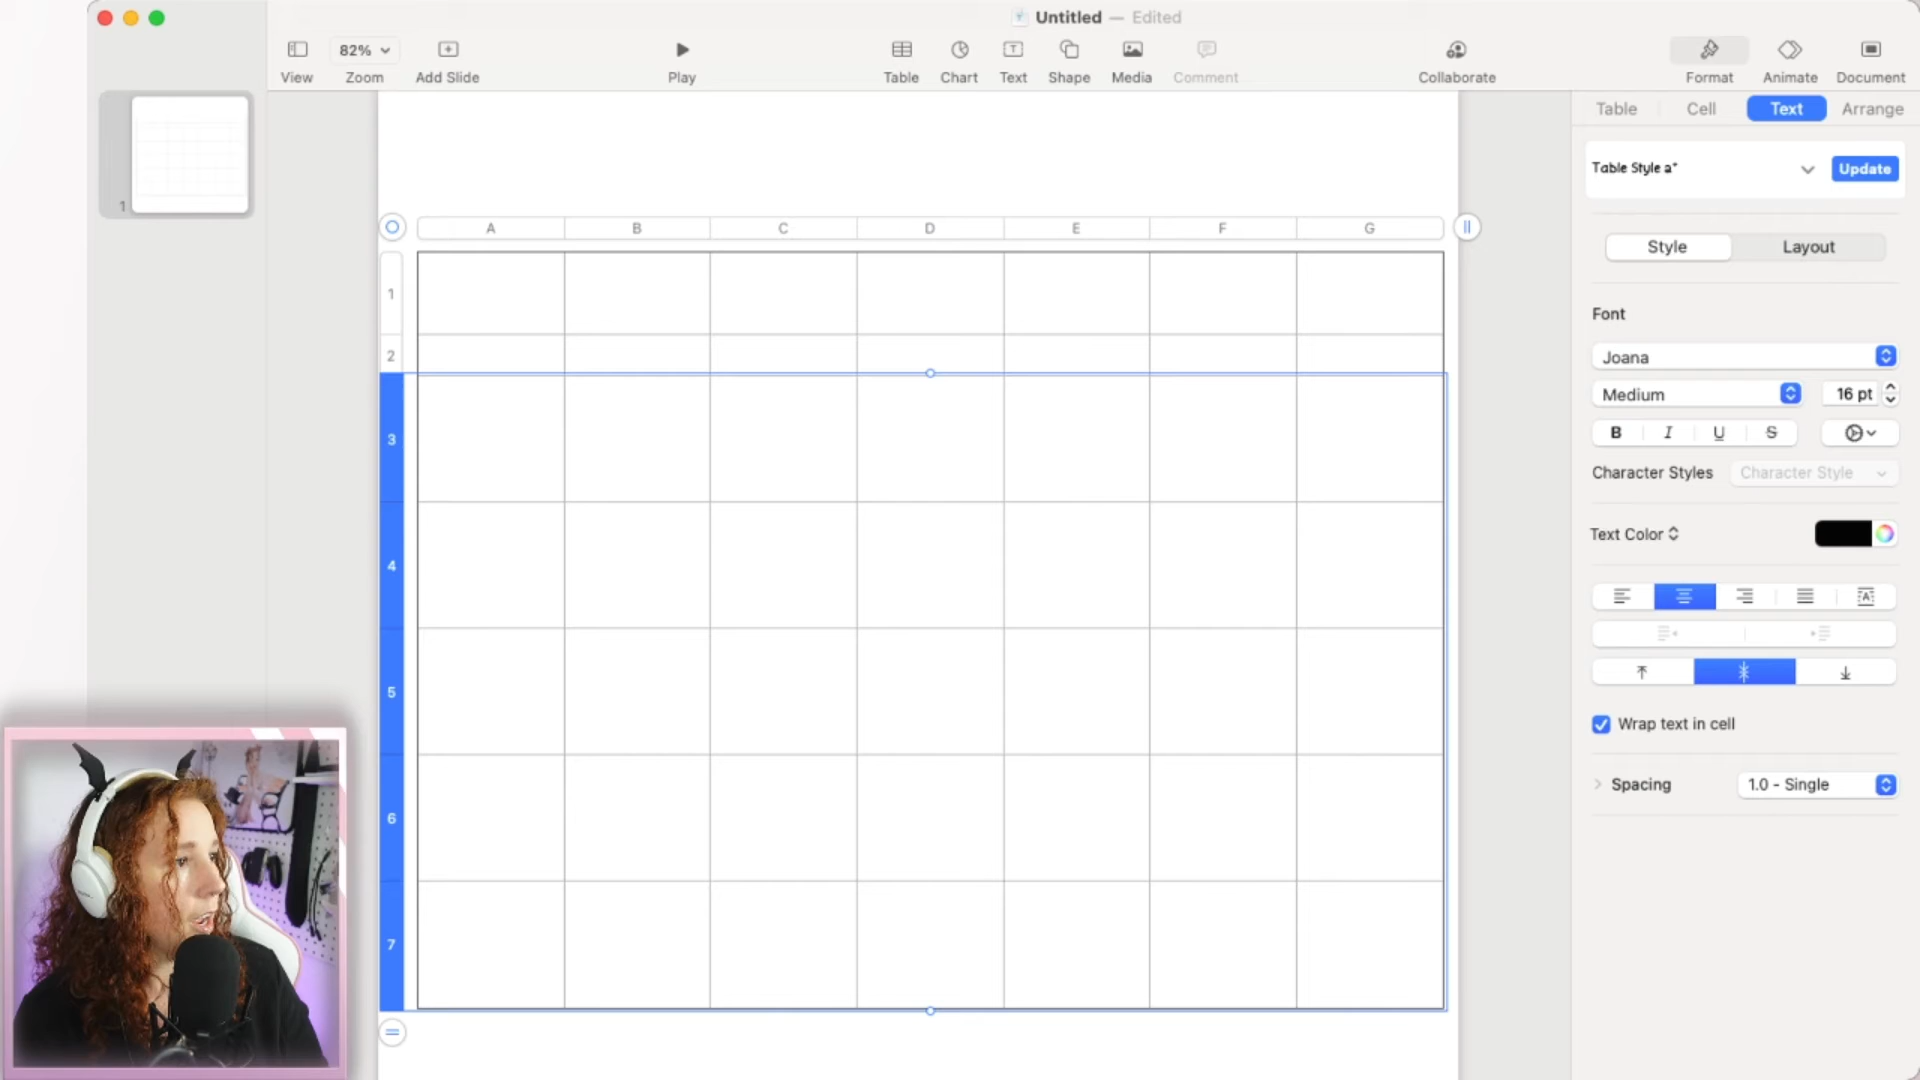 Untitled — Edited
View
82%
Zoom
Add Slide
Play
Table
Chart
Text
Shape
Media
Comment
Collaborate
Format
Animate
Document
1
Table
Cell
Text
Arrange
Table Style a*
Update
Style
Layout
Font
Joana
Medium
16 pt
B I U S
Character Styles
Character Style
Text Color
A
Wrap text in cell
Spacing
1.0 - Single
A B C D E F G
1
2
3
4
5
6
7